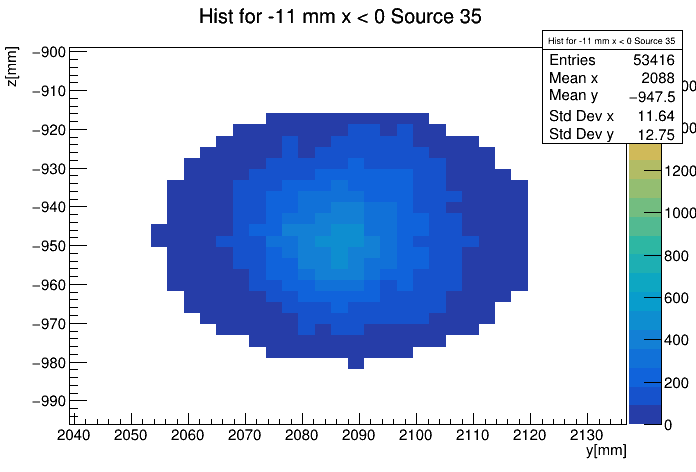 Hist for -11 mm x < 0 Source 35
Hist for -11 mm x < 0 Source 35
Entries 53416
Mean x 2088
Mean y −947.5
Std Dev x 11.64
Std Dev y 12.75
z[mm]
−900
−910
−920
−930
−940
−950
−960
−970
−980
−990
1200
1000
800
600
400
200
0
2040 2050 2060 2070 2080 2090 2100 2110 2120 2130
y[mm]